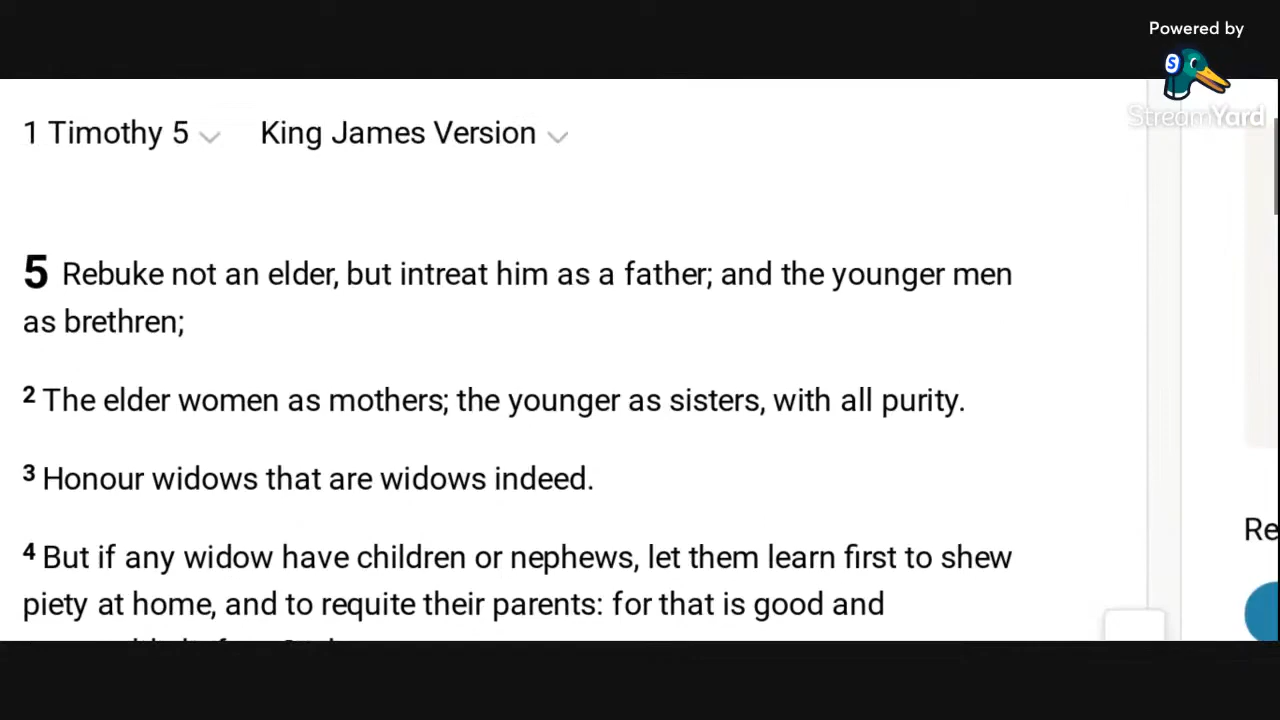 Powered by
StreamYard
1 Timothy 5 King James Version
5 Rebuke not an elder, but intreat him as a father; and the younger men
as brethren;
2 The elder women as mothers; the younger as sisters, with all purity.
3 Honour widows that are widows indeed.
4 But if any widow have children or nephews, let them learn first to shew
piety at home, and to requite their parents: for that is good and
Re